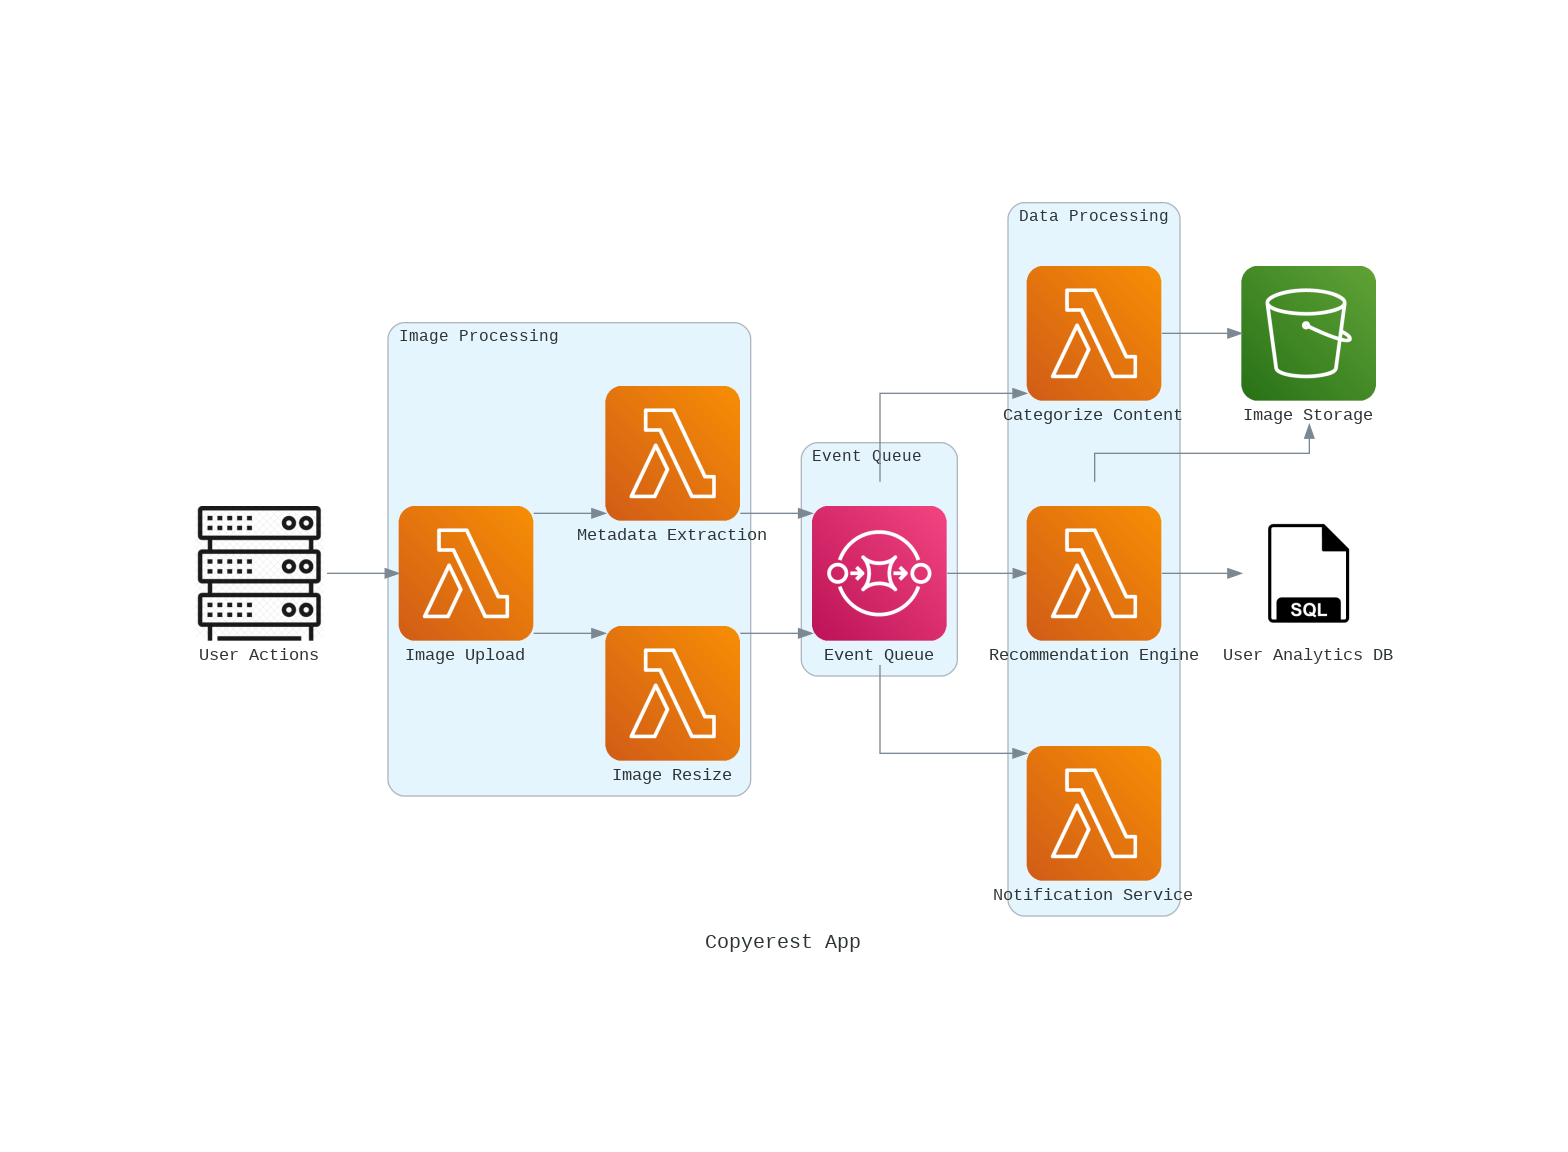 Data Processing
Image Processing
Categorize Content
Image Storage
Event Queue
Metadata Extraction
SQL
User Actions
Image Upload
Event Queue
Recommendation Engine
User Analytics DB
Image Resize
Notification Service
Copyerest App